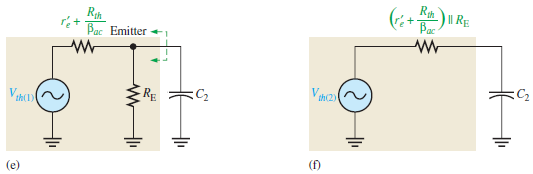 r′e + Rth/βac
Emitter
Vth(1)
RE
C2
(e)
(r′e + Rth/βac) || RE
Vth(2)
C2
(f)